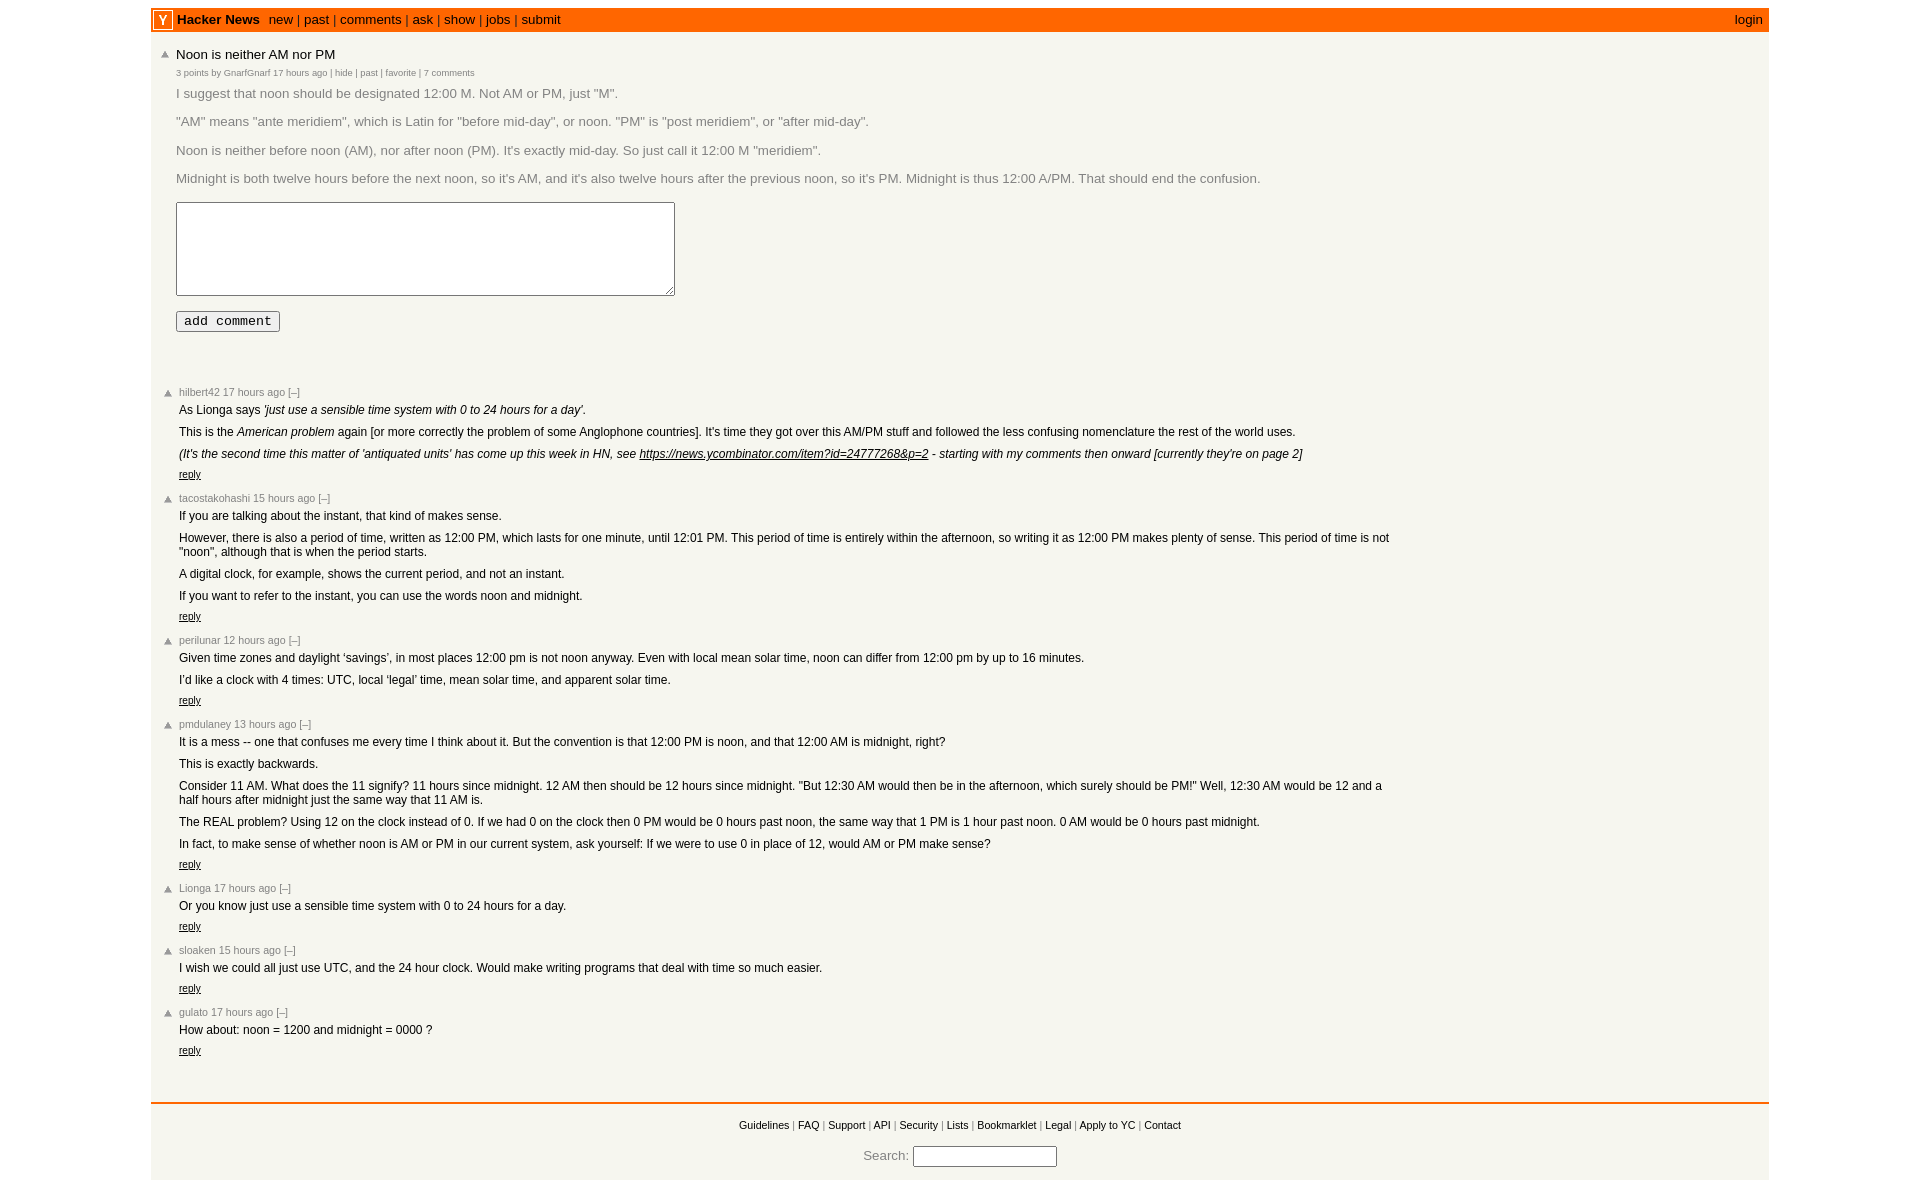 Y Hacker News new | past | comments | ask | show | jobs | submit login
Noon is neither AM nor PM
3 points by GnarfGnarf 17 hours ago | hide | past | favorite | 7 comments
I suggest that noon should be designated 12:00 M. Not AM or PM, just "M".
"AM" means "ante meridiem", which is Latin for "before mid-day", or noon. "PM" is "post meridiem", or "after mid-day".
Noon is neither before noon (AM), nor after noon (PM). It's exactly mid-day. So just call it 12:00 M "meridiem".
Midnight is both twelve hours before the next noon, so it's AM, and it's also twelve hours after the previous noon, so it's PM. Midnight is thus 12:00 A/PM. That should end the confusion.
add comment
hilbert42 17 hours ago [–]
As Lionga says 'just use a sensible time system with 0 to 24 hours for a day'.
This is the American problem again [or more correctly the problem of some Anglophone countries]. It's time they got over this AM/PM stuff and followed the less confusing nomenclature the rest of the world uses.
(It's the second time this matter of 'antiquated units' has come up this week in HN, see https://news.ycombinator.com/item?id=24777268&p=2 - starting with my comments then onward [currently they're on page 2]
reply
tacostakohashi 15 hours ago [–]
If you are talking about the instant, that kind of makes sense.
However, there is also a period of time, written as 12:00 PM, which lasts for one minute, until 12:01 PM. This period of time is entirely within the afternoon, so writing it as 12:00 PM makes plenty of sense. This period of time is not
"noon", although that is when the period starts.
A digital clock, for example, shows the current period, and not an instant.
If you want to refer to the instant, you can use the words noon and midnight.
reply
perilunar 12 hours ago [–]
Given time zones and daylight ‘savings’, in most places 12:00 pm is not noon anyway. Even with local mean solar time, noon can differ from 12:00 pm by up to 16 minutes.
I’d like a clock with 4 times: UTC, local ‘legal’ time, mean solar time, and apparent solar time.
reply
pmdulaney 13 hours ago [–]
It is a mess -- one that confuses me every time I think about it. But the convention is that 12:00 PM is noon, and that 12:00 AM is midnight, right?
This is exactly backwards.
Consider 11 AM. What does the 11 signify? 11 hours since midnight. 12 AM then should be 12 hours since midnight. "But 12:30 AM would then be in the afternoon, which surely should be PM!" Well, 12:30 AM would be 12 and a
half hours after midnight just the same way that 11 AM is.
The REAL problem? Using 12 on the clock instead of 0. If we had 0 on the clock then 0 PM would be 0 hours past noon, the same way that 1 PM is 1 hour past noon. 0 AM would be 0 hours past midnight.
In fact, to make sense of whether noon is AM or PM in our current system, ask yourself: If we were to use 0 in place of 12, would AM or PM make sense?
reply
Lionga 17 hours ago [–]
Or you know just use a sensible time system with 0 to 24 hours for a day.
reply
sloaken 15 hours ago [–]
I wish we could all just use UTC, and the 24 hour clock. Would make writing programs that deal with time so much easier.
reply
gulato 17 hours ago [–]
How about: noon = 1200 and midnight = 0000 ?
reply
Guidelines | FAQ | Support | API | Security | Lists | Bookmarklet | Legal | Apply to YC | Contact
Search: